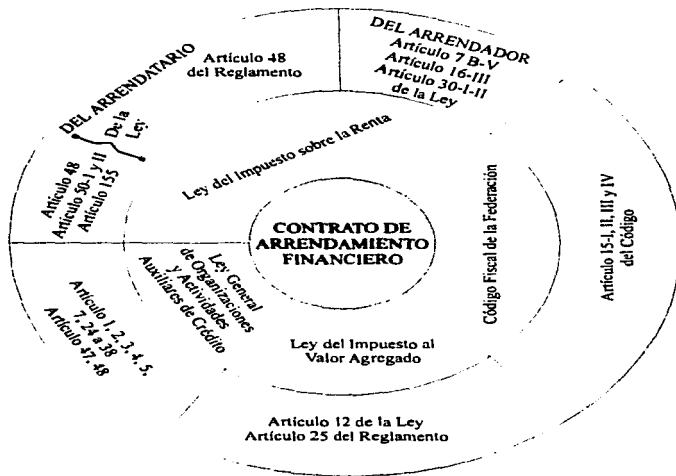 DEL ARRENDADOR
Artículo 7 B-V
Artículo 16-III
Artículo 30-I-II
de la Ley
Artículo 48
del Reglamento
DEL ARRENDATARIO
De la
Ley
Artículo 48
Artículo 50-1 y II
Artículo 155
Ley del Impuesto sobre la Renta
CONTRATO DE
ARRENDAMIENTO
FINANCIERO
Código Fiscal de la Federación
Artículo 15-I, II, III y IV
del Código
Ley General
de Organizaciones
y Actividades
Auxiliares de Crédito
Artículo 1, 2, 3, 4, 5,
7, 24 a 38
Artículo 47, 48
Ley del Impuesto al
Valor Agregado
Artículo 12 de la Ley
Artículo 25 del Reglamento